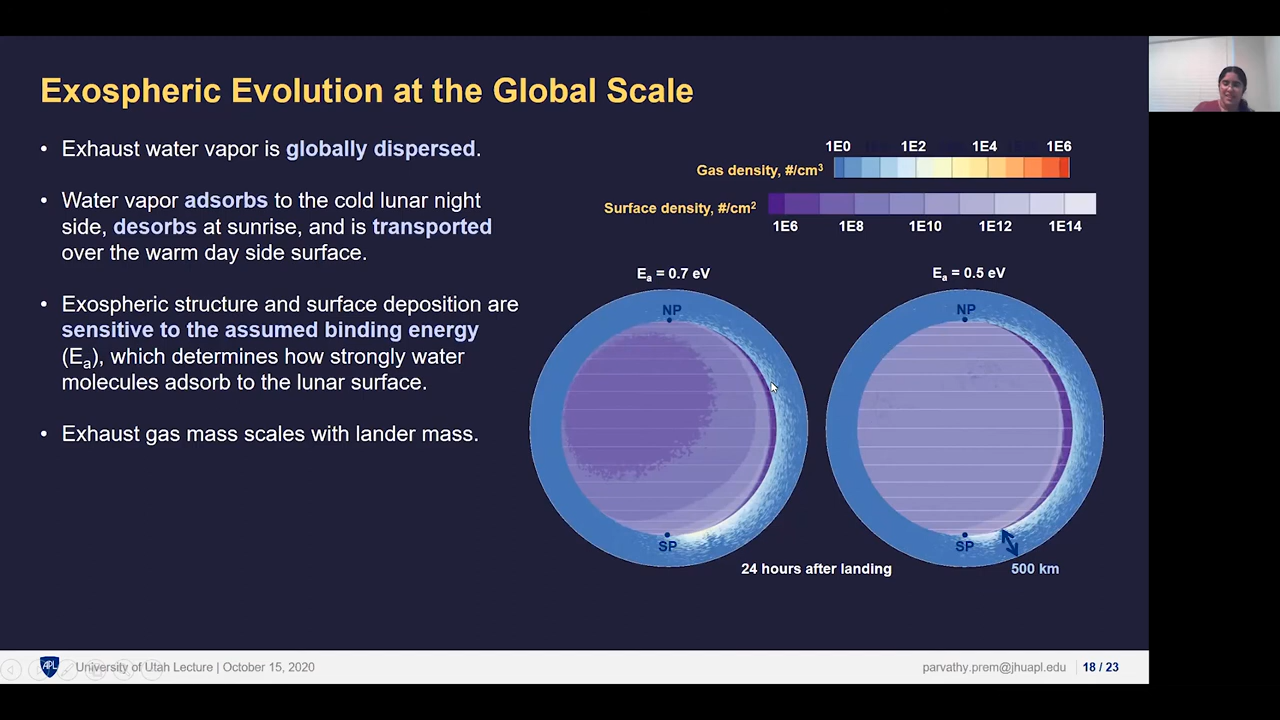 Exospheric Evolution at the Global Scale
• Exhaust water vapor is globally dispersed.
• Water vapor adsorbs to the cold lunar night
side, desorbs at sunrise, and is transported
over the warm day side surface.
• Exospheric structure and surface deposition are
sensitive to the assumed binding energy
(Ea), which determines how strongly water
molecules adsorb to the lunar surface.
• Exhaust gas mass scales with lander mass.
1E0 1E2 1E4 1E6
Gas density, #/cm3
Surface density, #/cm2
1E6 1E8 1E10 1E12 1E14
Ea = 0.7 eV
Ea = 0.5 eV
NP
NP
SP
SP
24 hours after landing
500 km
APL
University of Utah Lecture | October 15, 2020
parvathy.prem@jhuapl.edu
18 / 23